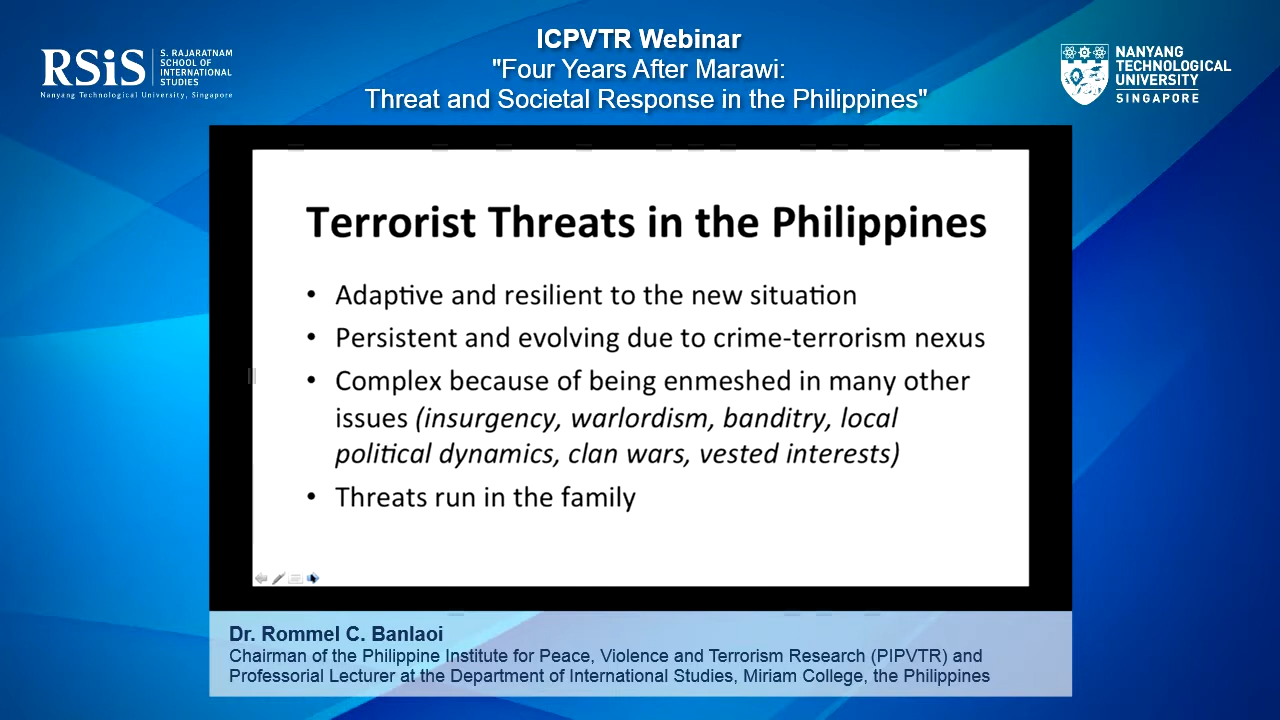 RSiS
S. RAJARATNAM
SCHOOL OF
INTERNATIONAL
STUDIES
Nanyang Technological University, Singapore
ICPVTR Webinar
"Four Years After Marawi:
Threat and Societal Response in the Philippines"
NANYANG
TECHNOLOGICAL
UNIVERSITY
SINGAPORE
Terrorist Threats in the Philippines
• Adaptive and resilient to the new situation
• Persistent and evolving due to crime-terrorism nexus
• Complex because of being enmeshed in many other
issues (insurgency, warlordism, banditry, local
political dynamics, clan wars, vested interests)
• Threats run in the family
Dr. Rommel C. Banlaoi
Chairman of the Philippine Institute for Peace, Violence and Terrorism Research (PIPVTR) and
Professorial Lecturer at the Department of International Studies, Miriam College, the Philippines